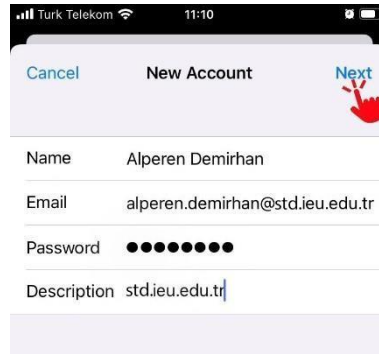 Turk Telekom 11:10
Cancel New Account Next
Name Alperen Demirhan
Email alperen.demirhan@std.ieu.edu.tr
Password ●●●●●●●●
Description std.ieu.edu.tr